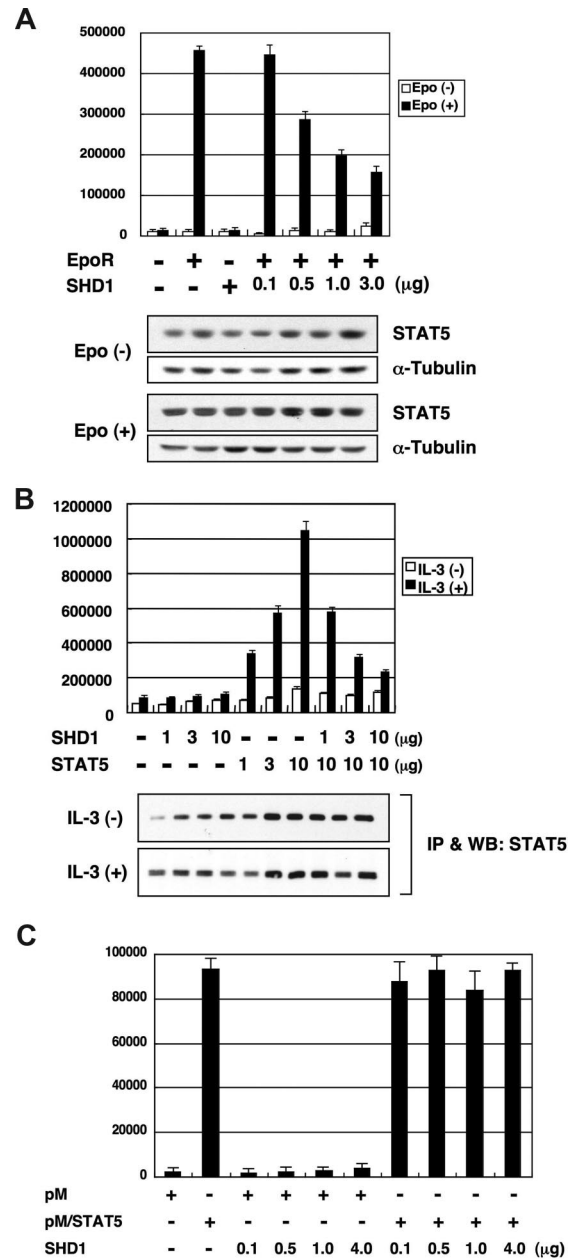 A
500000
400000
300000
200000
100000
0
Epo (-)
Epo (+)
EpoR - + - + + + +
SHD1 - - + 0.1 0.5 1.0 3.0 (μg)
Epo (-)
STAT5
α-Tubulin
Epo (+)
STAT5
α-Tubulin
B
1200000
1000000
800000
600000
400000
200000
0
IL-3 (-)
IL-3 (+)
SHD1 - 1 3 10 - - - 1 3 10 (μg)
STAT5 - - - - 1 3 10 10 10 10
IL-3 (-)
IL-3 (+)
IP & WB: STAT5
C
100000
80000
60000
40000
20000
0
pM + - + + + + - - - -
pM/STAT5 - + - - - - + + + +
SHD1 - - 0.1 0.5 1.0 4.0 0.1 0.5 1.0 4.0 (μg)